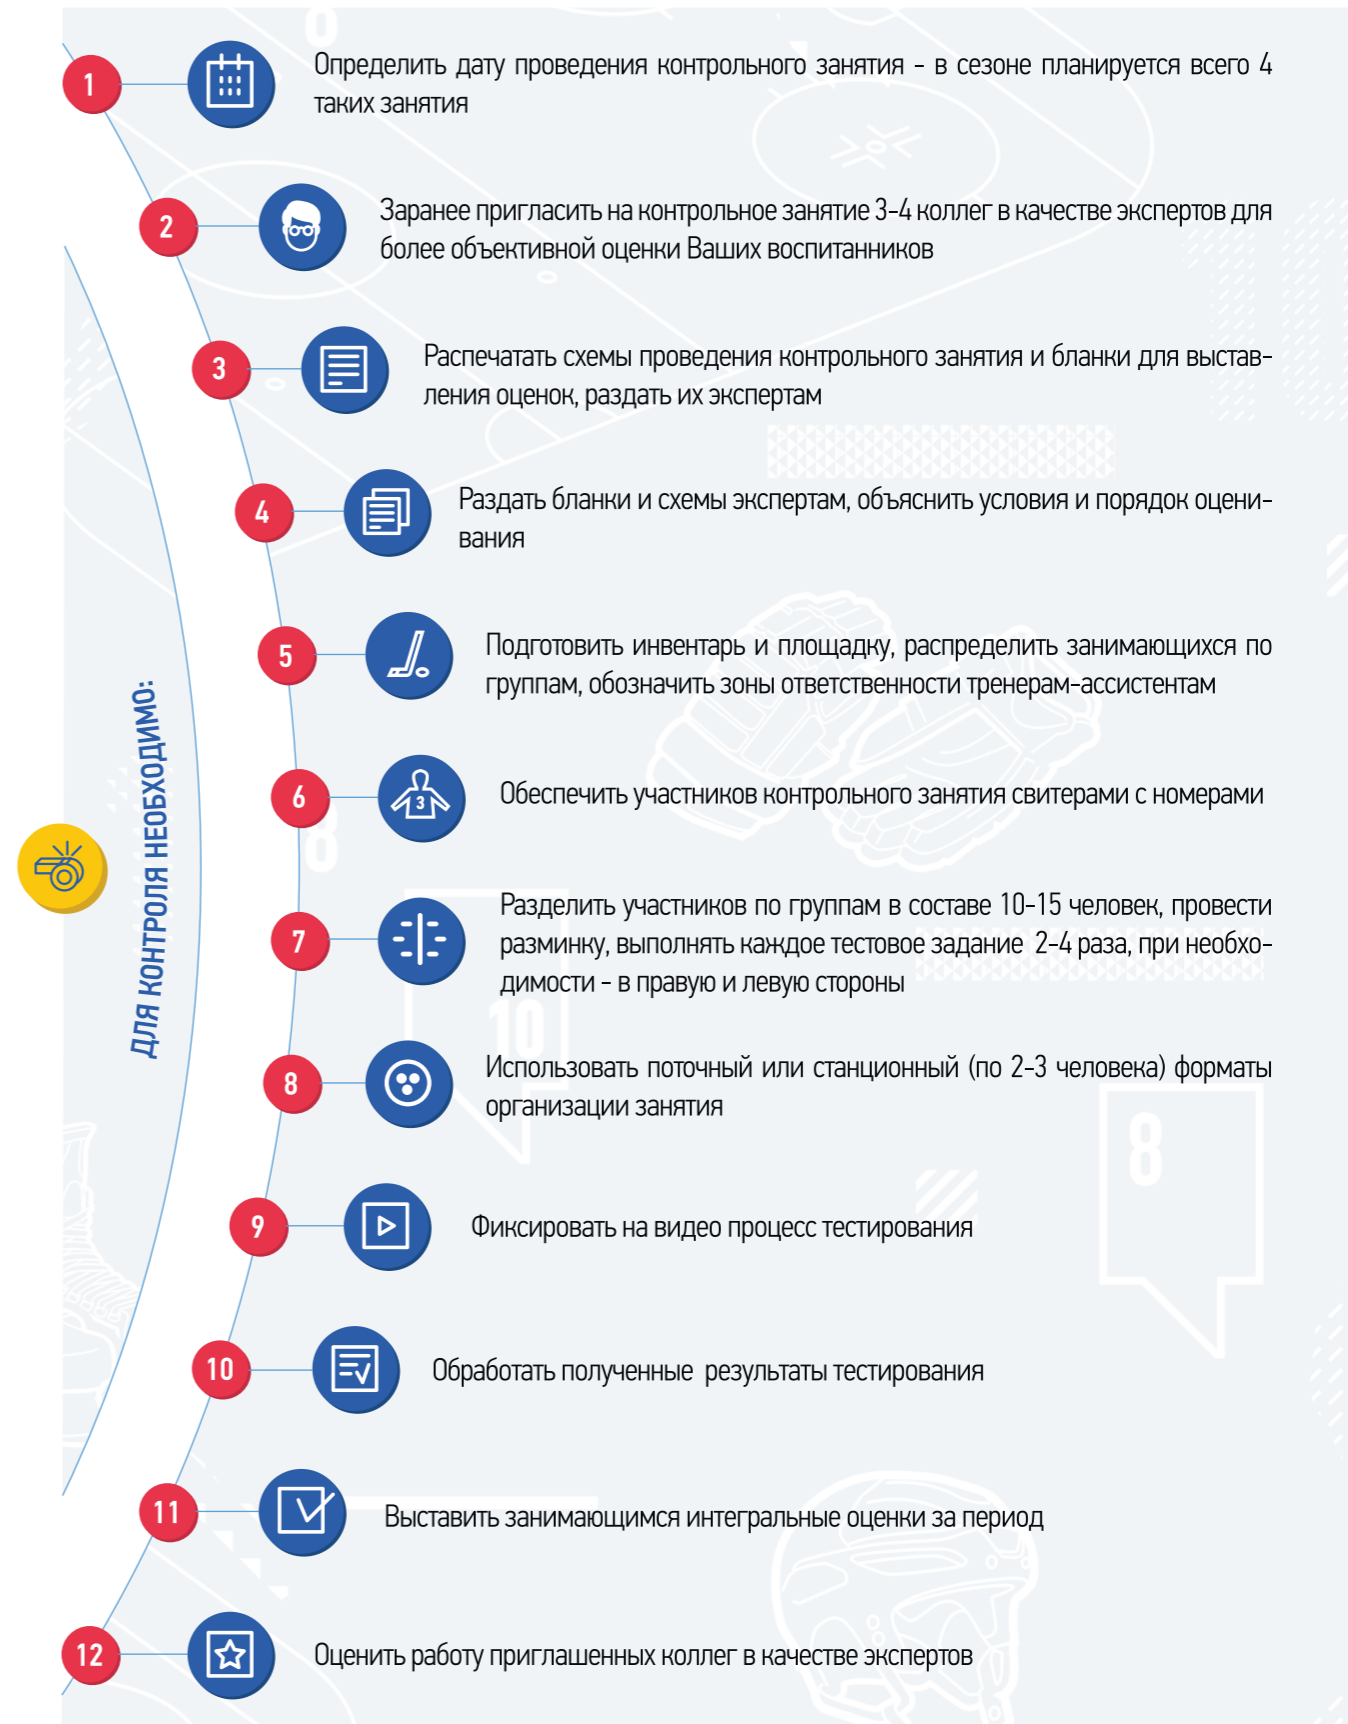 ДЛЯ КОНТРОЛЯ НЕОБХОДИМО:
1
Определить дату проведения контрольного занятия - в сезоне планируется всего 4
таких занятия
2
Заранее пригласить на контрольное занятие 3-4 коллег в качестве экспертов для
более объективной оценки Ваших воспитанников
3
Распечатать схемы проведения контрольного занятия и бланки для выстав-
ления оценок, раздать их экспертам
4
Раздать бланки и схемы экспертам, объяснить условия и порядок оцени-
вания
5
Подготовить инвентарь и площадку, распределить занимающихся по
группам, обозначить зоны ответственности тренерам-ассистентам
6
3
Обеспечить участников контрольного занятия свитерами с номерами
7
Разделить участников по группам в составе 10-15 человек, провести
разминку, выполнять каждое тестовое задание 2-4 раза, при необхо-
димости - в правую и левую стороны
10
8
Использовать поточный или станционный (по 2-3 человека) форматы
организации занятия
8
9
Фиксировать на видео процесс тестирования
10
Обработать полученные результаты тестирования
11
Выставить занимающимся интегральные оценки за период
12
Оценить работу приглашенных коллег в качестве экспертов
8
8
10